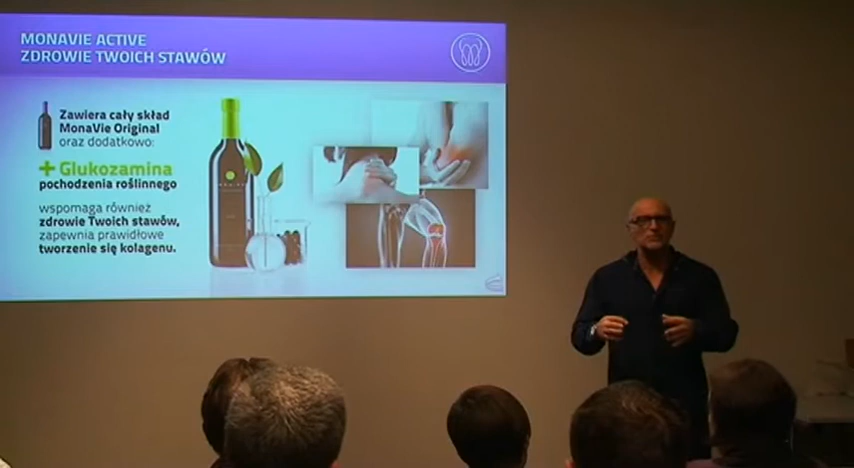 MONAVIE ACTIVE
ZDROWIE TWOICH STAWÓW
Zawiera cały skład
MonaVie Original
oraz dodatkowo:
+ Glukozamina
pochodzenia roślinnego
wspomaga również
zdrowie Twoich stawów,
zapewnia prawidłowe
tworzenie się kolagenu.